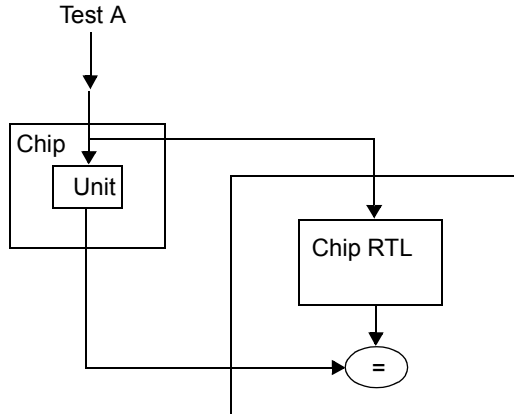 Test A
Chip
Unit
Chip RTL
=